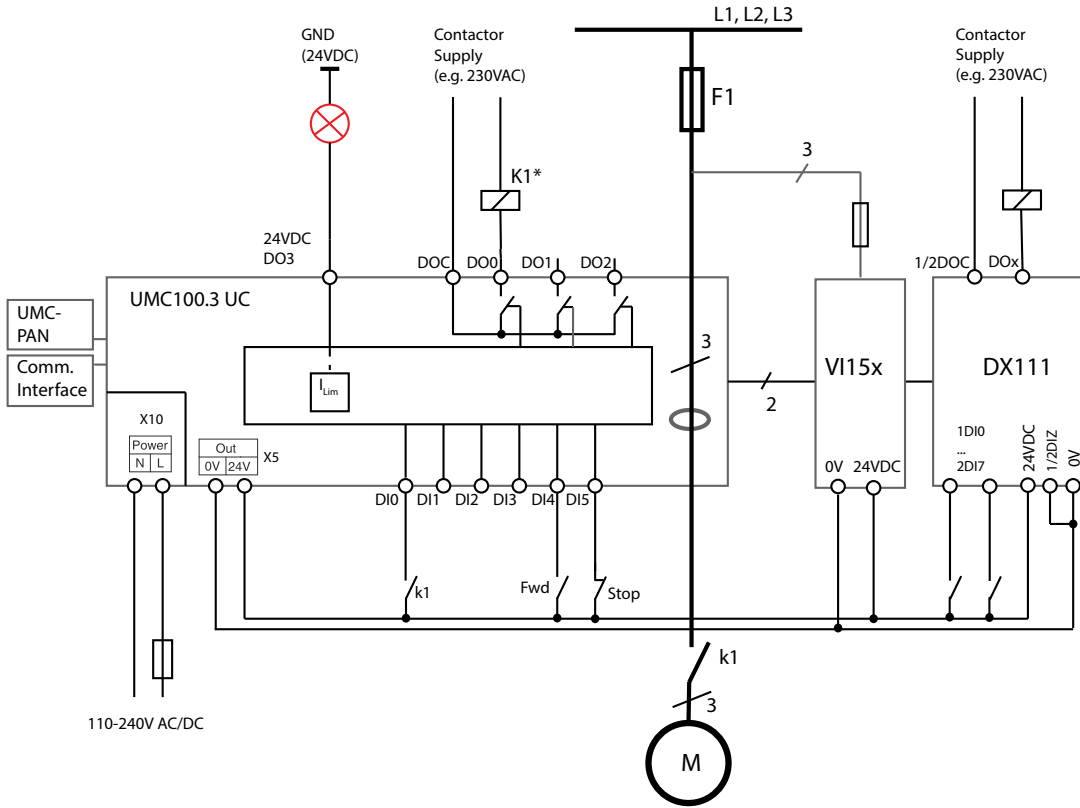 L1, L2, L3
GND
(24VDC)
Contactor
Supply
(e.g. 230VAC)
Contactor
Supply
(e.g. 230VAC)
F1
3
K1*
24VDC
DO3
DOC
DO0
DO1
DO2
1/2DOC
DOx
UMC100.3 UC
UMC-
PAN
Comm.
Interface
3
VI15x
DX111
ILim
2
X10
Power
N L
Out
0V 24V
X5
1DI0
...
2DI7
24VDC
1/2DIZ
0V
0V 24VDC
DI0
DI1
DI2
DI3
DI4
DI5
k1
Fwd
Stop
k1
3
110-240V AC/DC
M